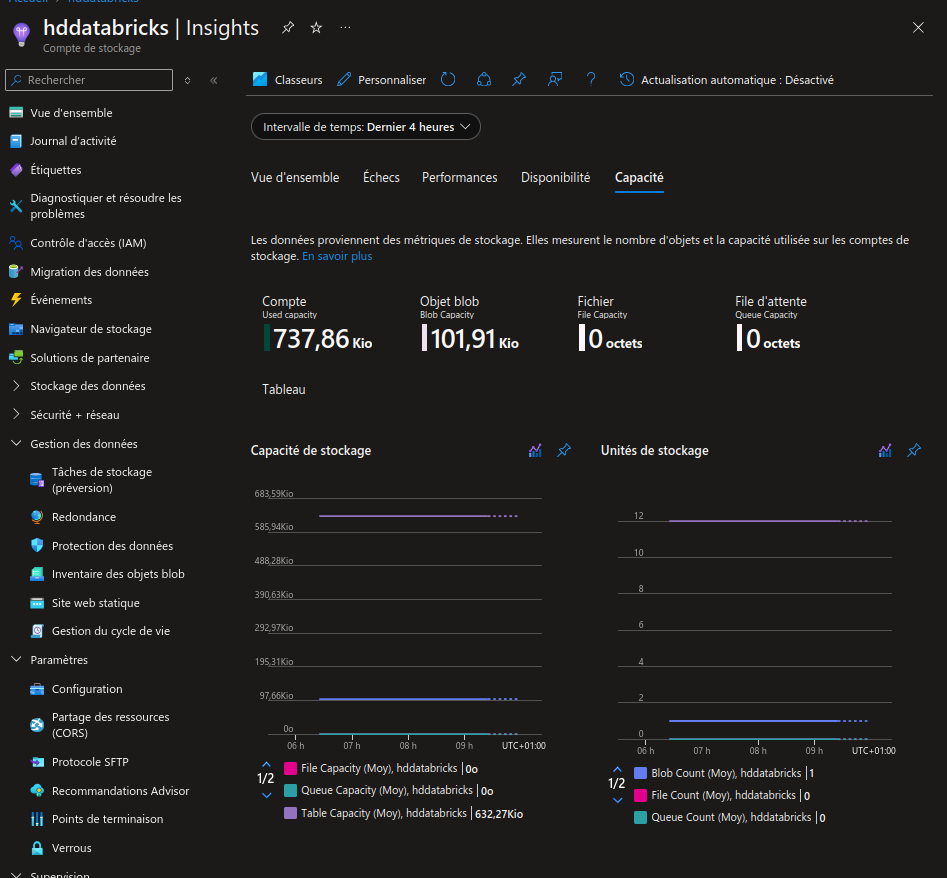 Accueil > hddatabricks
hddatabricks | Insights
Compte de stockage
Rechercher
Classeurs
Personnaliser
Actualisation automatique : Désactivé
Vue d'ensemble
Journal d'activité
Étiquettes
Diagnostiquer et résoudre les
problèmes
Contrôle d'accès (IAM)
Migration des données
Événements
Navigateur de stockage
Solutions de partenaire
Stockage des données
Sécurité + réseau
Gestion des données
Tâches de stockage
(préversion)
Redondance
Protection des données
Inventaire des objets blob
Site web statique
Gestion du cycle de vie
Paramètres
Configuration
Partage des ressources
(CORS)
Protocole SFTP
Recommandations Advisor
Points de terminaison
Verrous
Supervision
Intervalle de temps: Dernier 4 heures
Vue d'ensemble Échecs Performances Disponibilité Capacité
Les données proviennent des métriques de stockage. Elles mesurent le nombre d'objets et la capacité utilisée sur les comptes de
stockage. En savoir plus
Compte
Used capacity
737,86 Kio
Objet blob
Blob Capacity
101,91 Kio
Fichier
File Capacity
0 octets
File d'attente
Queue Capacity
0 octets
Tableau
Capacité de stockage
683,59Kio
585,94Kio
488,28Kio
390,63Kio
292,97Kio
195,31Kio
97,66Kio
0o
06 h 07 h 08 h 09 h UTC+01:00
1/2
File Capacity (Moy), hddatabricks | 0o
Queue Capacity (Moy), hddatabricks | 0o
Table Capacity (Moy), hddatabricks | 632,27Kio
Unités de stockage
12
10
8
6
4
2
0
06 h 07 h 08 h 09 h UTC+01:00
1/2
Blob Count (Moy), hddatabricks | 1
File Count (Moy), hddatabricks | 0
Queue Count (Moy), hddatabricks | 0